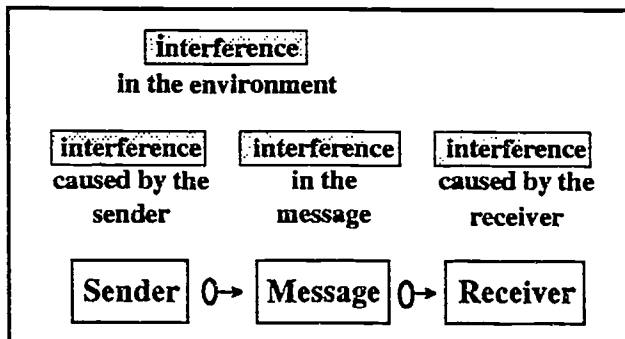 interference
in the environment
interference interference interference
caused by the in the caused by the
sender message receiver
Sender Message Receiver